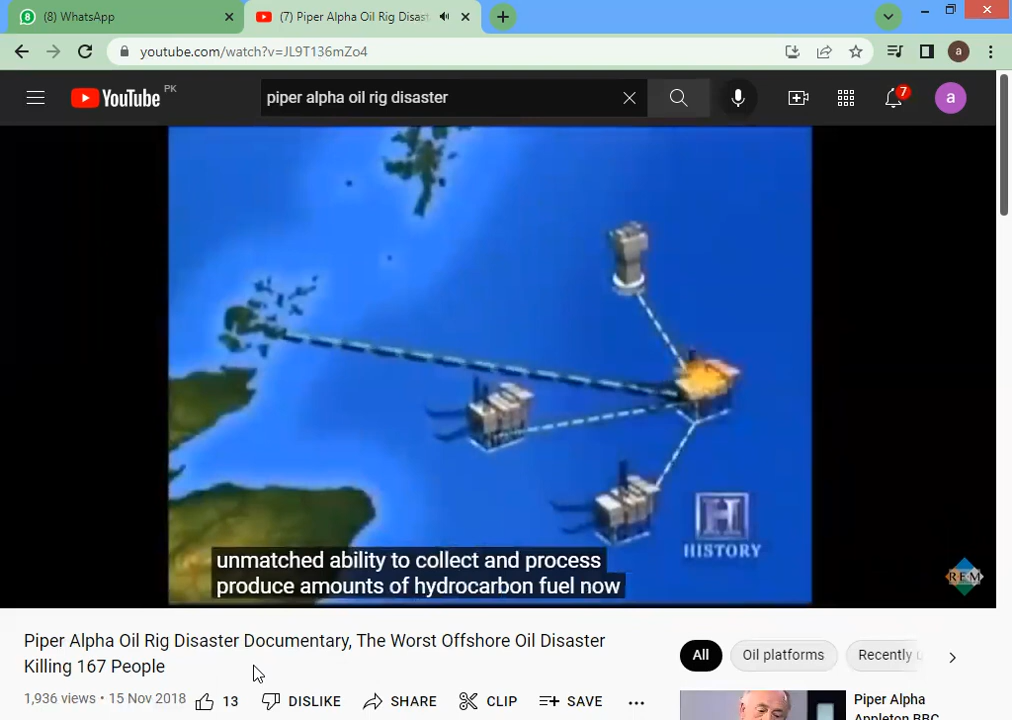 (8) WhatsApp
(7) Piper Alpha Oil Rig Disast
youtube.com/watch?v=JL9T136mZo4
YouTube PK
piper alpha oil rig disaster
7
a
HISTORY
unmatched ability to collect and process
produce amounts of hydrocarbon fuel now
REM
Piper Alpha Oil Rig Disaster Documentary, The Worst Offshore Oil Disaster
Killing 167 People
1,936 views • 15 Nov 2018
13
DISLIKE
SHARE
CLIP
SAVE
All
Oil platforms
Recently u
Piper Alpha
Appleton BBC